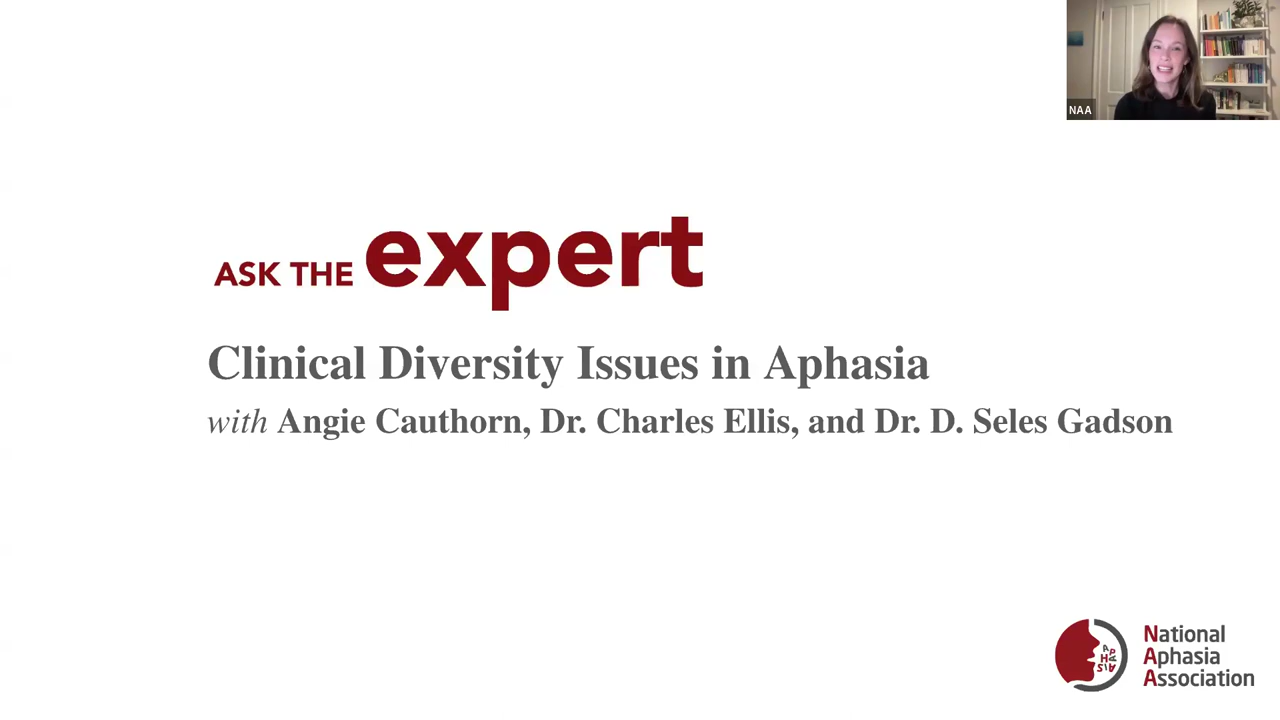 NAA
ASK THE expert
Clinical Diversity Issues in Aphasia
with Angie Cauthorn, Dr. Charles Ellis, and Dr. D. Seles Gadson
APHASIA
National
Aphasia
Association